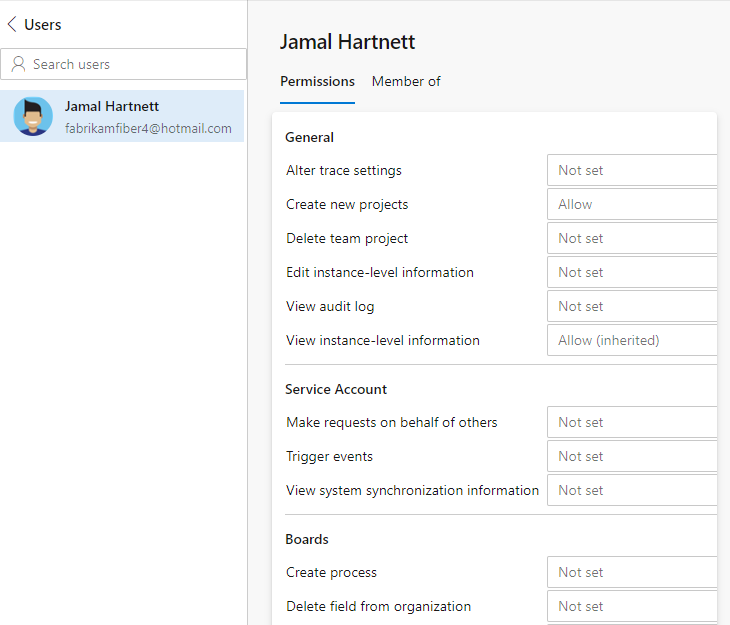 Users
Search users
Jamal Hartnett
fabrikamfiber4@hotmail.com
Jamal Hartnett
Permissions Member of
General
Alter trace settings Not set
Create new projects Allow
Delete team project Not set
Edit instance-level information Not set
View audit log Not set
View instance-level information Allow (inherited)
Service Account
Make requests on behalf of others Not set
Trigger events Not set
View system synchronization information Not set
Boards
Create process Not set
Delete field from organization Not set